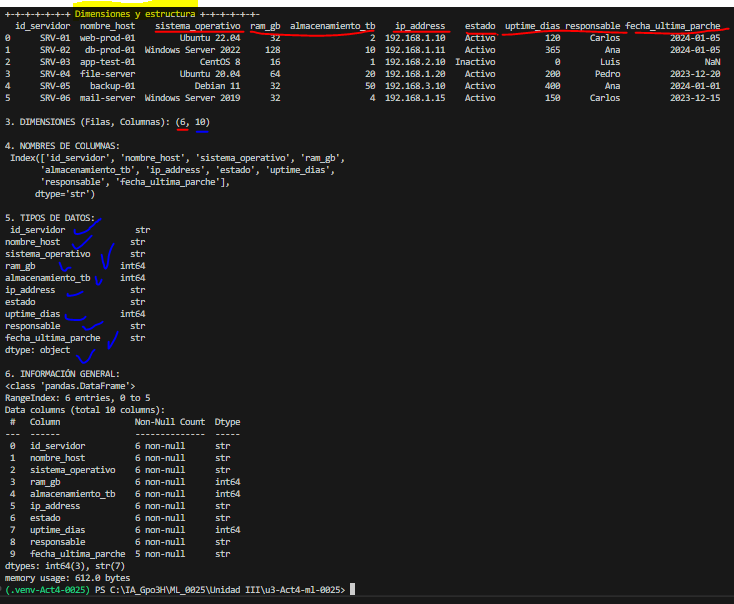 +-+-+-+-+-+ Dimensiones y estructura +-+-+-+-+-+-
  id_servidor nombre_host    sistema_operativo  ram_gb  almacenamiento_tb    ip_address    estado  uptime_dias responsable fecha_ultima_parche
0      SRV-01 web-prod-01         Ubuntu 22.04      32                  2  192.168.1.10    Activo          120      Carlos          2024-01-05
1      SRV-02  db-prod-01  Windows Server 2022     128                 10  192.168.1.11    Activo          365         Ana          2024-01-05
2      SRV-03 app-test-01             CentOS 8      16                  1  192.168.2.10  Inactivo            0        Luis                 NaN
3      SRV-04 file-server         Ubuntu 20.04      64                 20  192.168.1.20    Activo          200       Pedro          2023-12-20
4      SRV-05   backup-01            Debian 11      32                 50  192.168.3.10    Activo          400         Ana          2024-01-01
5      SRV-06 mail-server  Windows Server 2019      32                  4  192.168.1.15    Activo          150      Carlos          2023-12-15
3. DIMENSIONES (Filas, Columnas): (6, 10)
4. NOMBRES DE COLUMNAS:
Index(['id_servidor', 'nombre_host', 'sistema_operativo', 'ram_gb',
'almacenamiento_tb', 'ip_address', 'estado', 'uptime_dias',
'responsable', 'fecha_ultima_parche'],
dtype='str')
5. TIPOS DE DATOS:
id_servidor str
nombre_host str
sistema_operativo str
ram_gb int64
almacenamiento_tb int64
ip_address str
estado str
uptime_dias int64
responsable str
fecha_ultima_parche str
dtype: object
6. INFORMACIÓN GENERAL:
<class 'pandas.DataFrame'>
RangeIndex: 6 entries, 0 to 5
Data columns (total 10 columns):
 #   Column               Non-Null Count  Dtype
---  ------               --------------  -----
 0   id_servidor          6 non-null      str
 1   nombre_host          6 non-null      str
 2   sistema_operativo    6 non-null      str
 3   ram_gb               6 non-null      int64
 4   almacenamiento_tb    6 non-null      int64
 5   ip_address           6 non-null      str
 6   estado               6 non-null      str
 7   uptime_dias          6 non-null      int64
 8   responsable          6 non-null      str
 9   fecha_ultima_parche  5 non-null      str
dtypes: int64(3), str(7)
memory usage: 612.0 bytes
(.venv-Act4-0025) PS C:\IA_Gpo3H\ML_0025\Unidad III\u3-Act4-ml-0025>